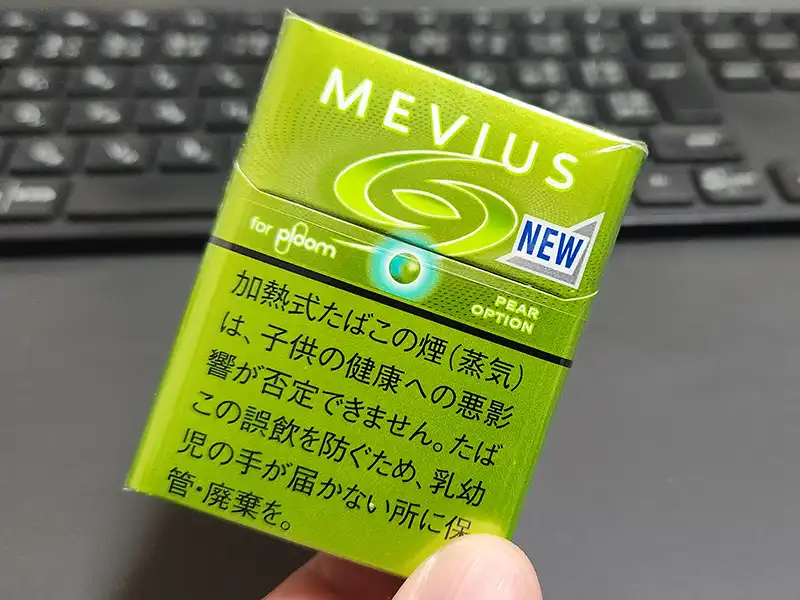 MEVIUS
NEW
for ploom
PEAR
OPTION
加熱式たばこの煙(蒸気)
は、子供の健康への悪影
響が否定できません。たば
この誤飲を防ぐため、乳幼
児の手が届かない所に保
管・廃棄を。